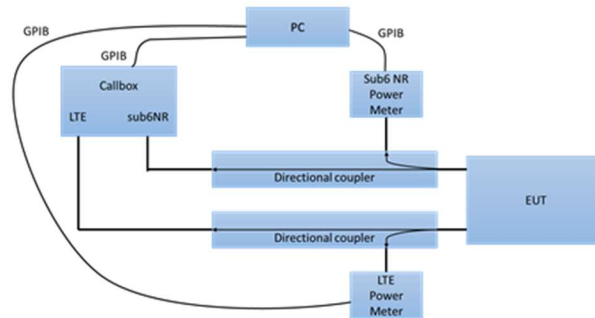 GPIB
PC
GPIB
GPIB
Callbox
LTE sub6NR
Sub6 NR
Power
Meter
Directional coupler
EUT
Directional coupler
LTE
Power
Meter